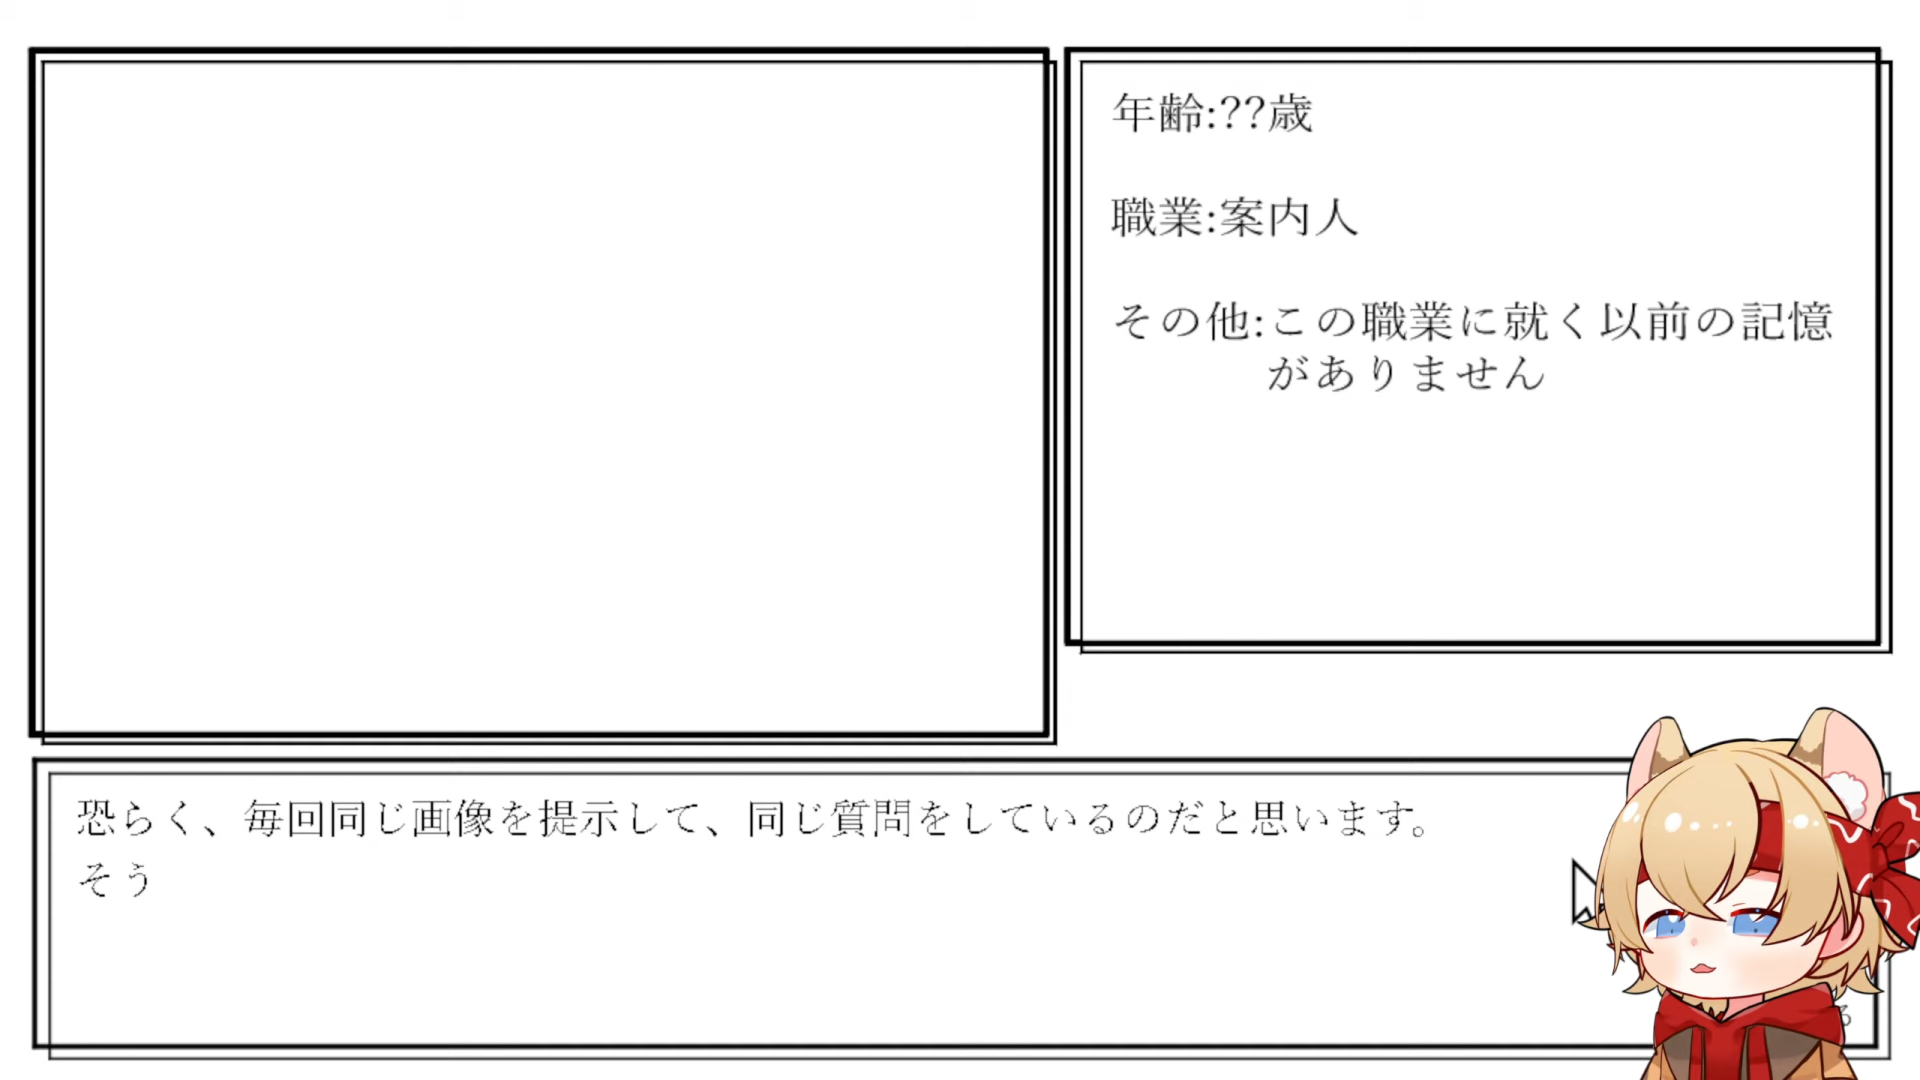 年齢:??歳
職業:案内人
その他:この職業に就く以前の記憶
がありません
恐らく、毎回同じ画像を提示して、同じ質問をしているのだと思います。
そう